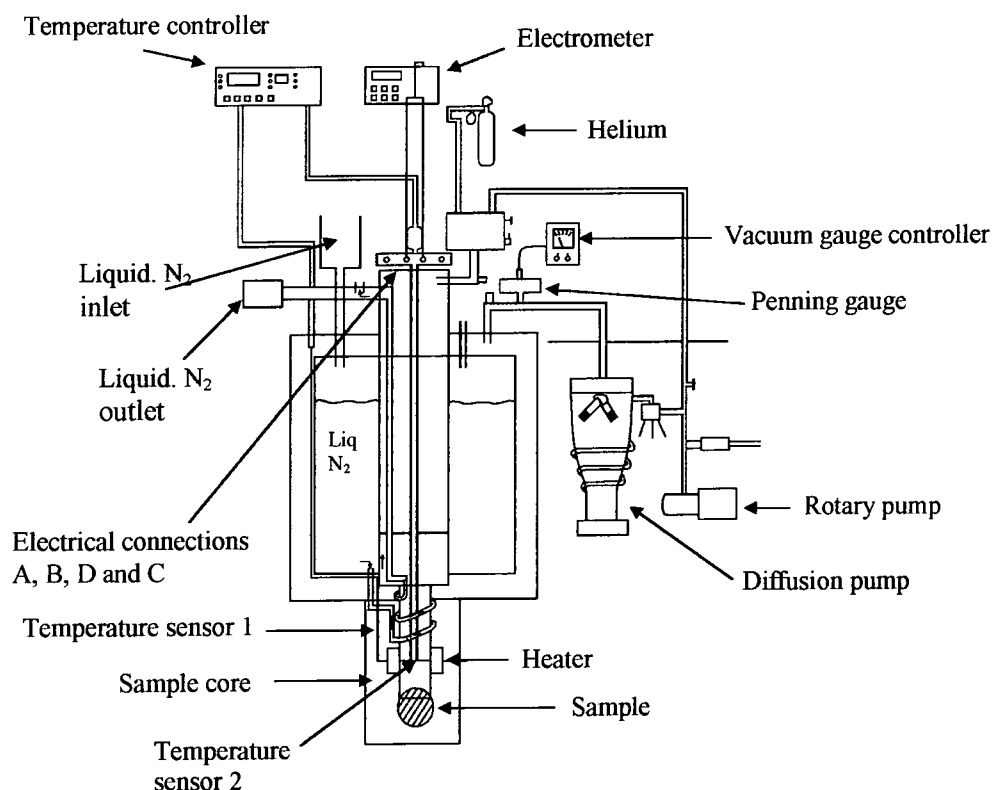 Temperature controller
Electrometer
Helium
Vacuum gauge controller
Liquid. N₂
inlet
Penning gauge
Liquid. N₂
outlet
Liq
N₂
Rotary pump
Electrical connections
A, B, D and C
Diffusion pump
Temperature sensor 1
Heater
Sample core
Sample
Temperature
sensor 2